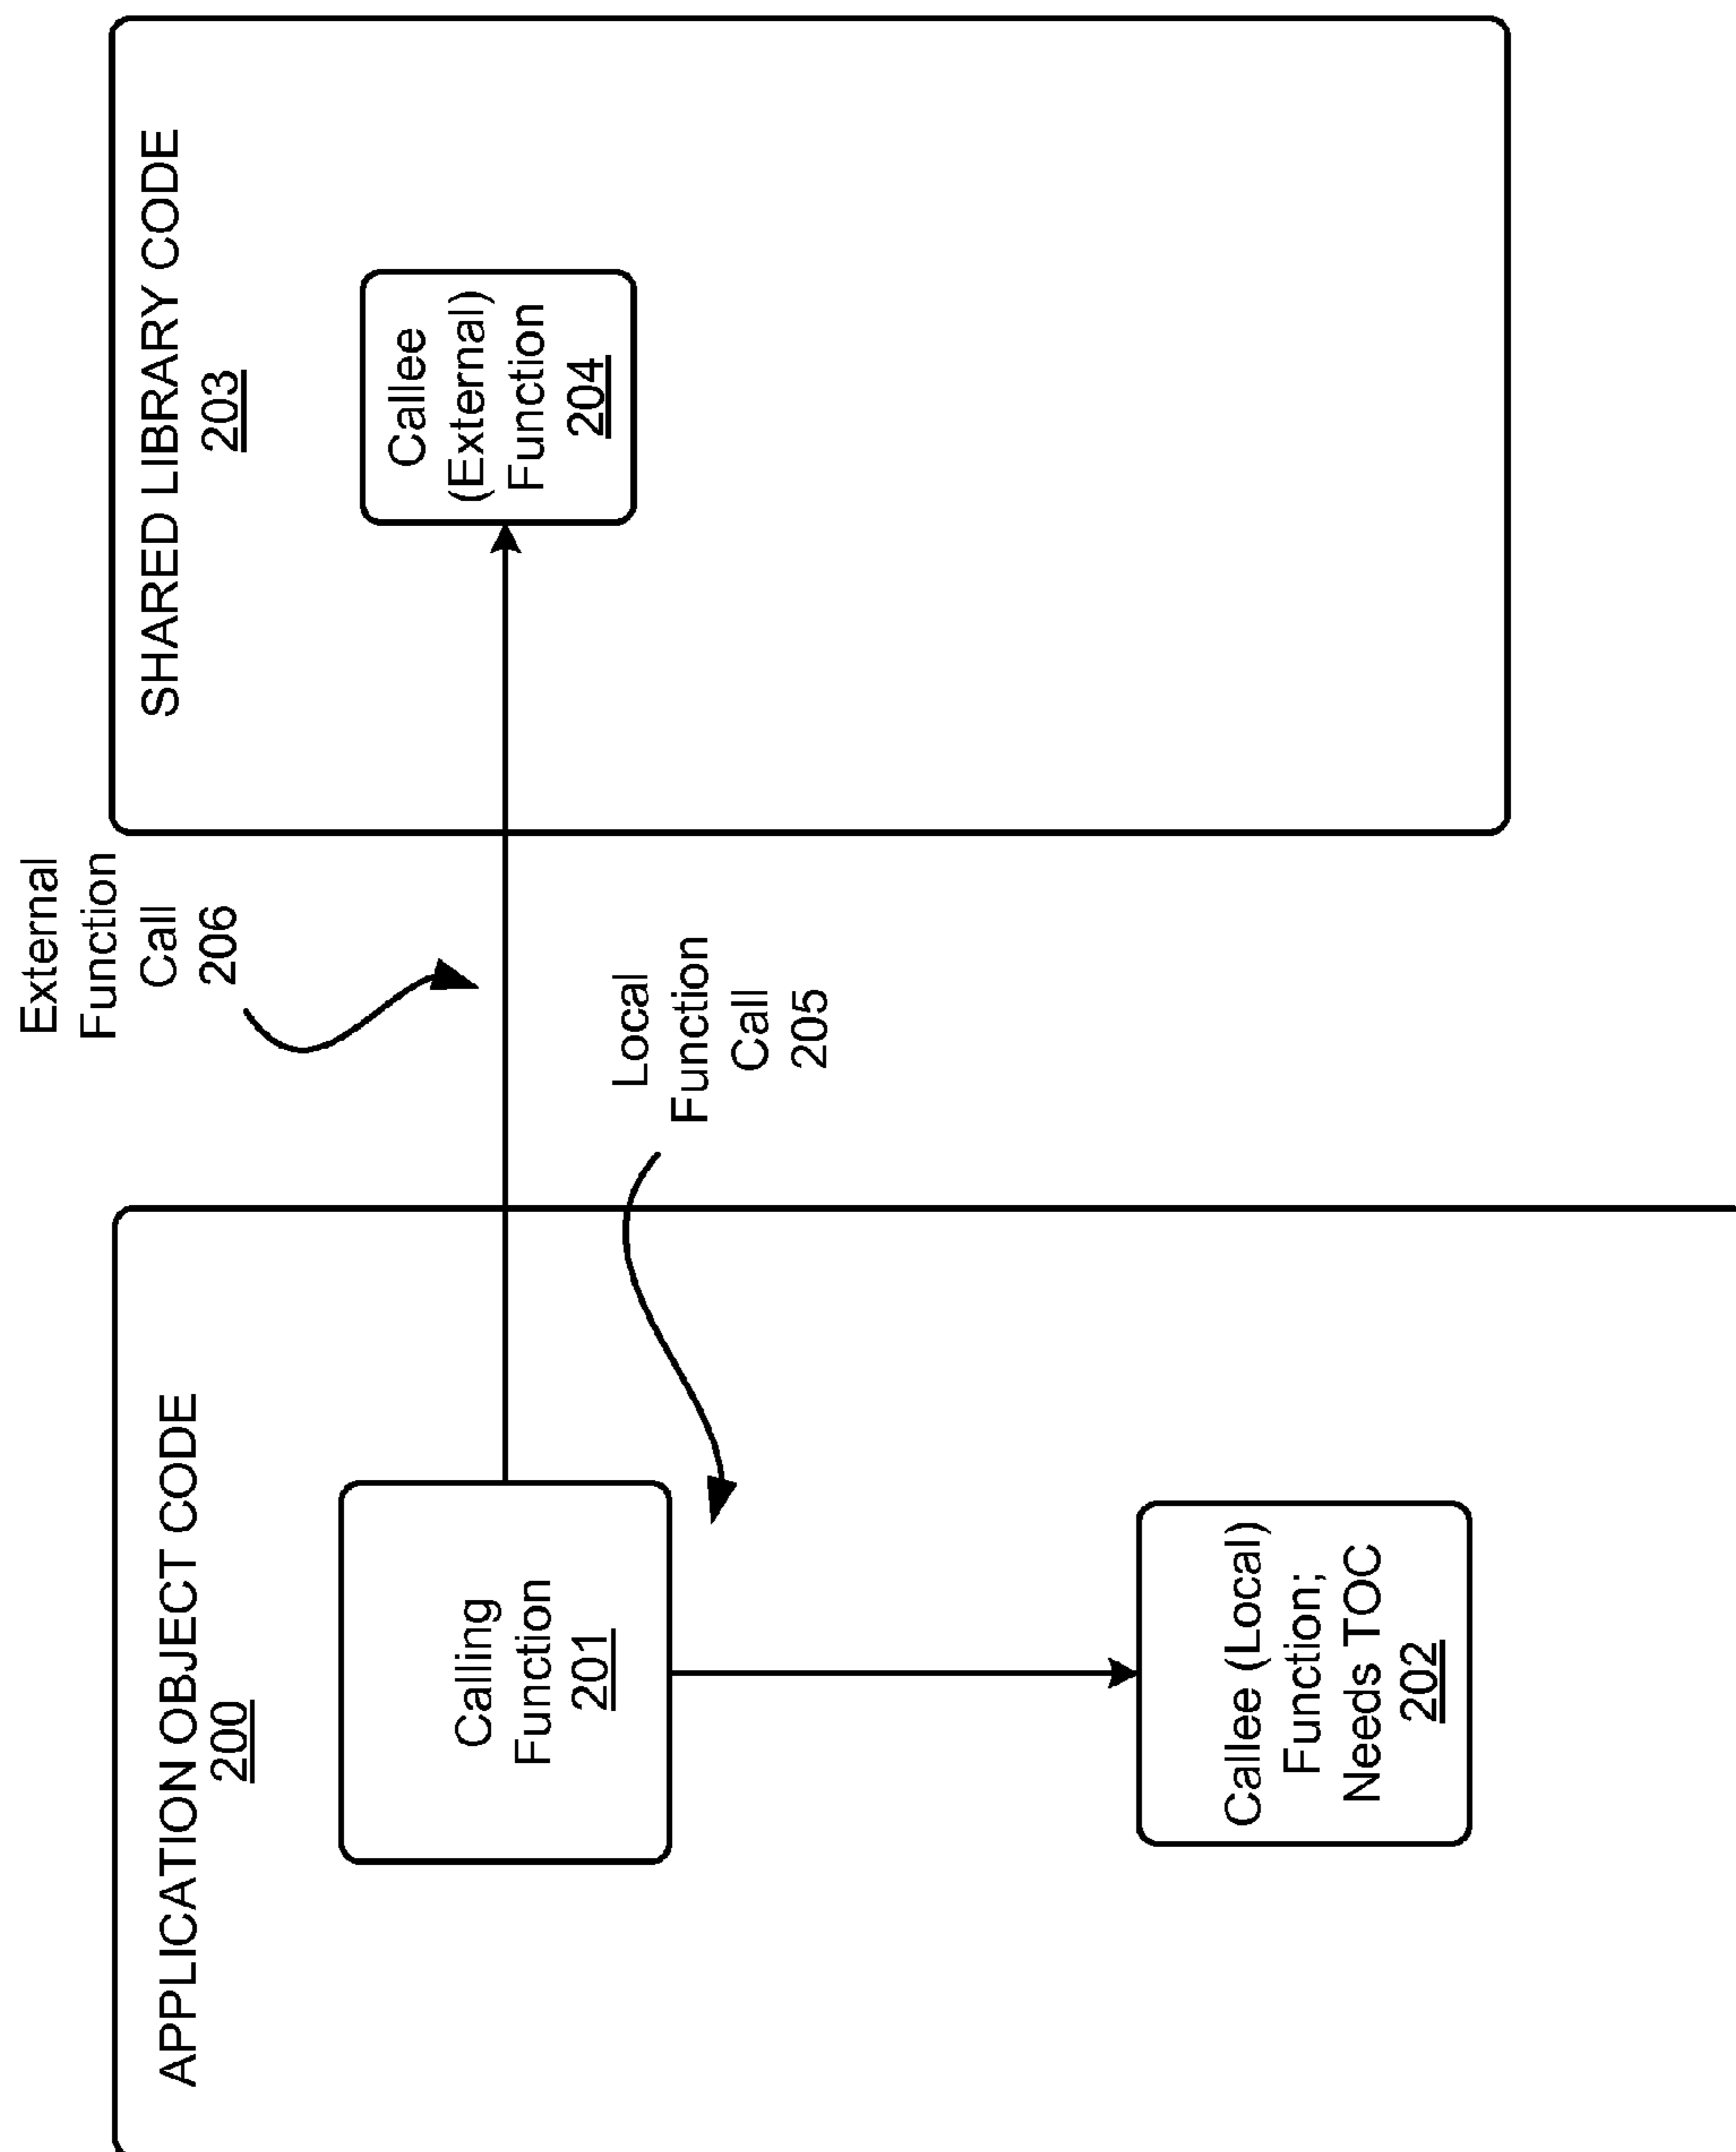 APPLICATION OBJECT CODE
200
Calling
Function
201
Callee (Local)
Function;
Needs TOC
202
External
Function
Call
206
Local
Function
Call
205
SHARED LIBRARY CODE
203
Callee
(External)
Function
204